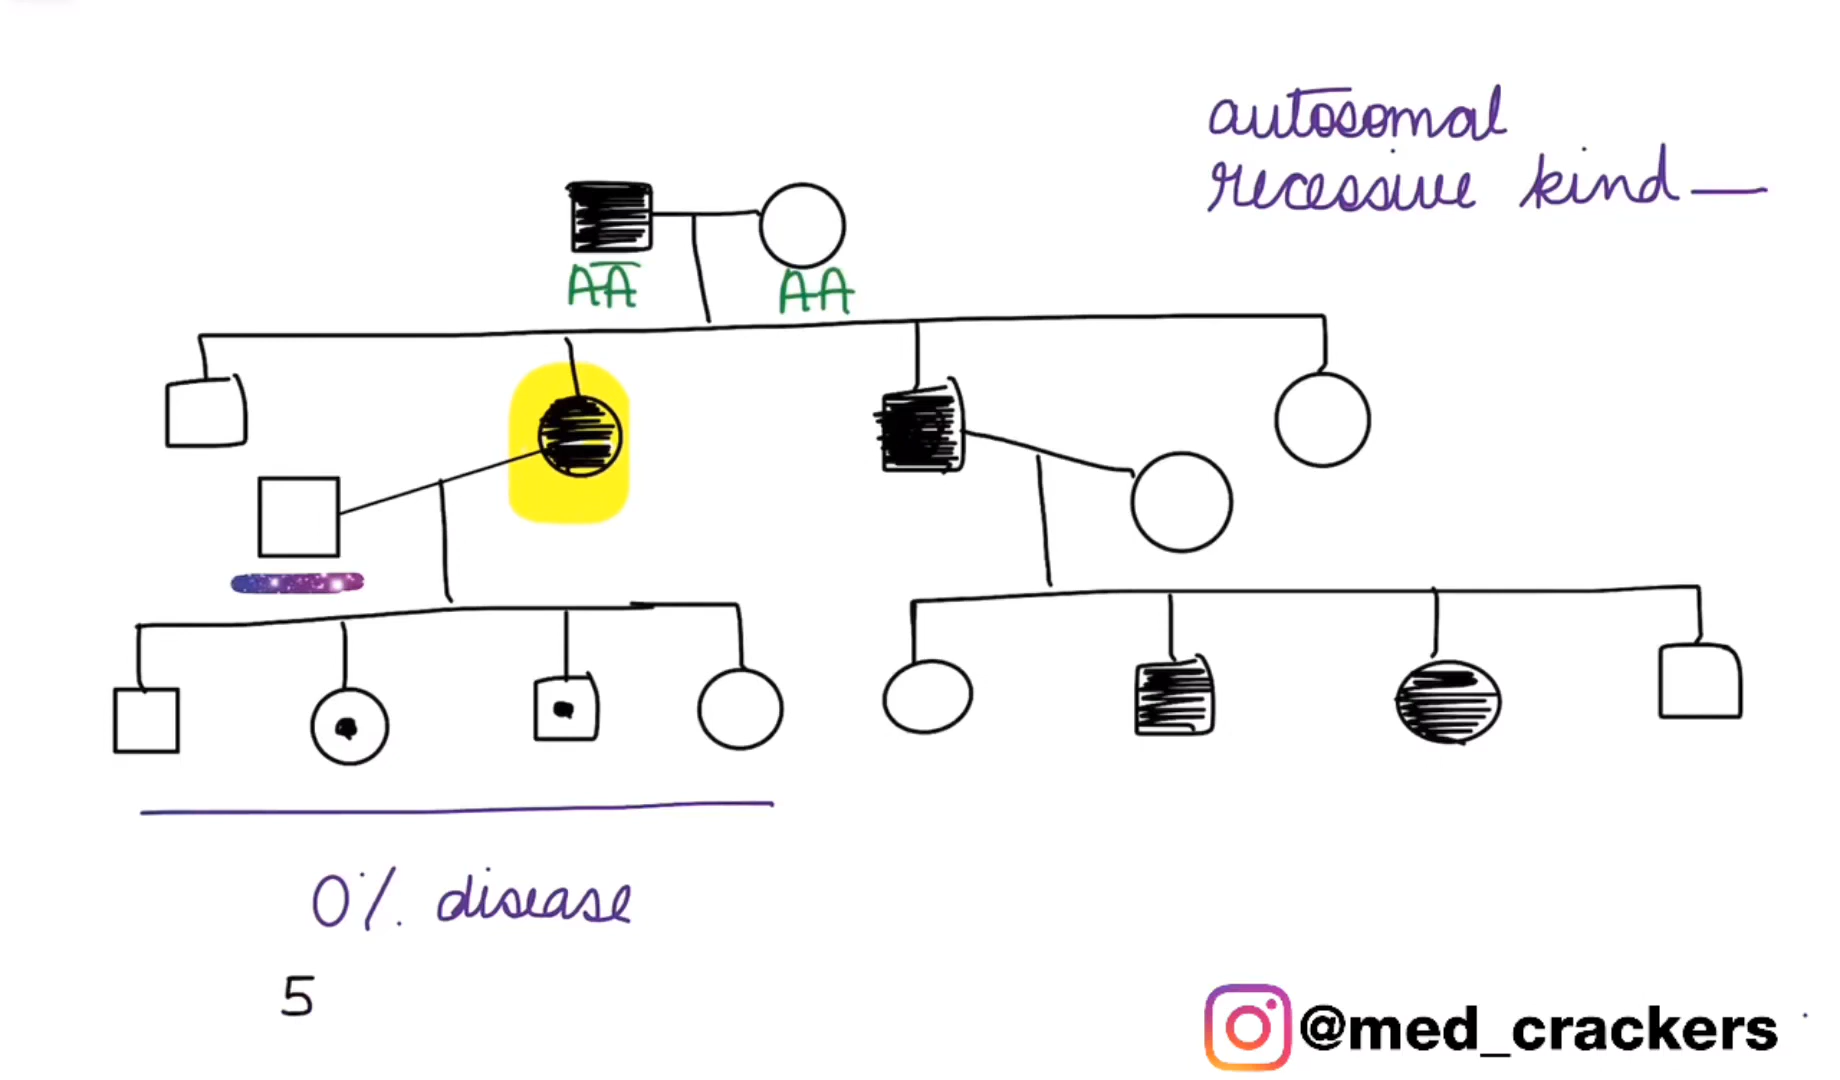 autosomal
recessive kind—
AA̅ AA
0% disease
5
@med_crackers